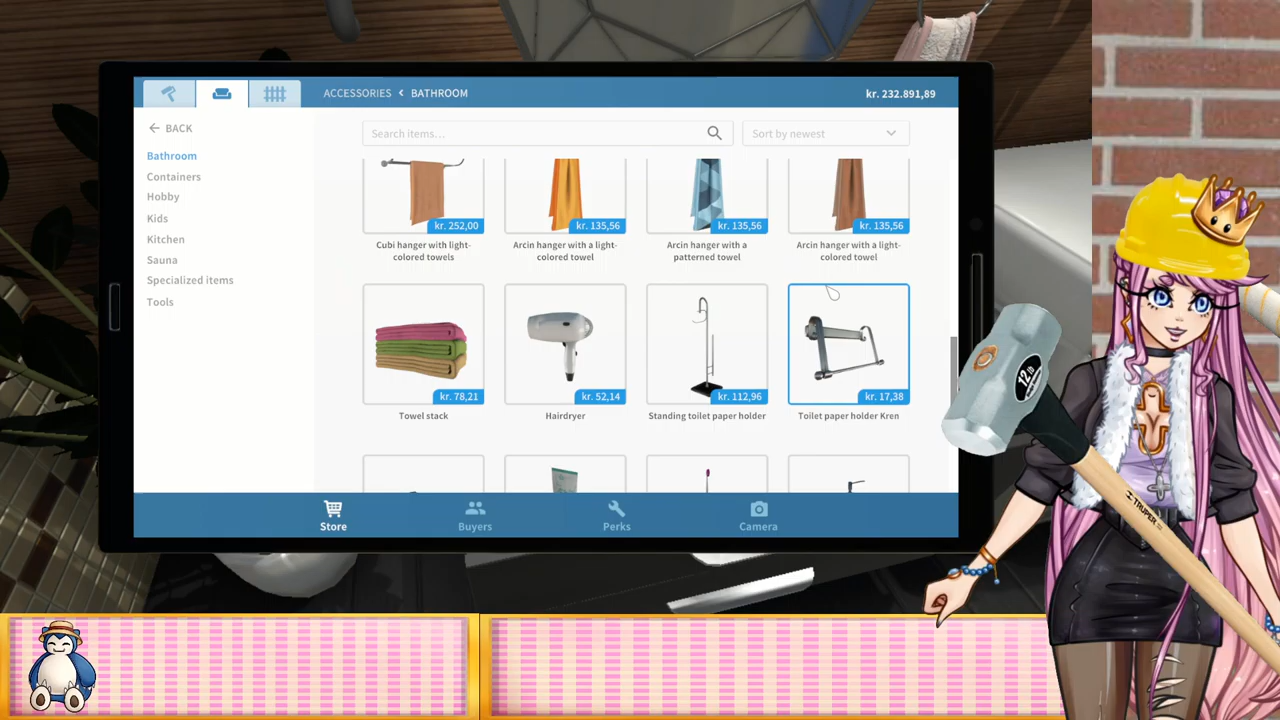 ACCESSORIES < BATHROOM
kr. 232.891,89
BACK
Search items...
Sort by newest
Bathroom
Containers
Hobby
Kids
Kitchen
Sauna
Specialized items
Tools
kr. 252,00
kr. 135,56
kr. 135,56
kr. 135,56
Cubi hanger with light-
colored towels
Arcin hanger with a light-
colored towel
Arcin hanger with a
patterned towel
Arcin hanger with a light-
colored towel
kr. 78,21
kr. 52,14
kr. 112,96
kr. 17,38
Towel stack
Hairdryer
Standing toilet paper holder
Toilet paper holder Kren
Store
Buyers
Perks
Camera
12 lb
TRUPER